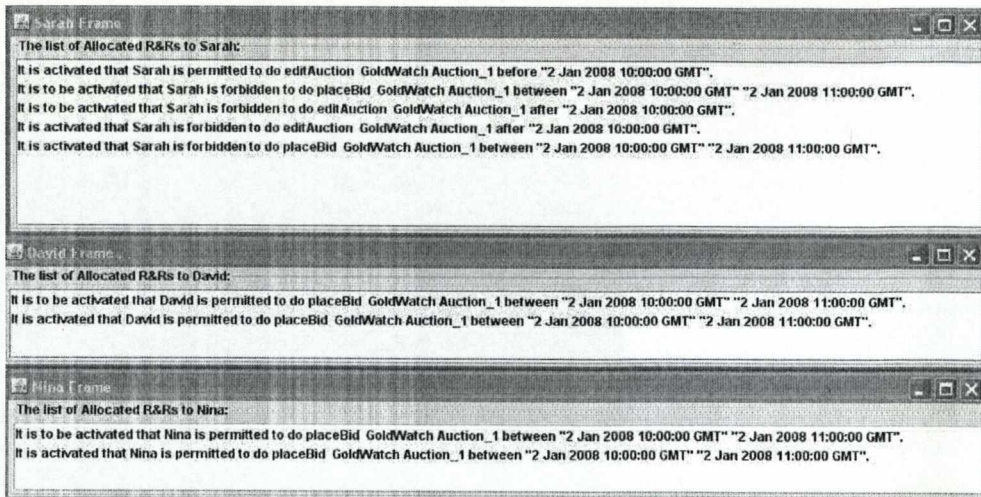 Sarah Frame
The list of Allocated R&Rs to Sarah:
It is activated that Sarah is permitted to do editAuction GoldWatch Auction_1 before "2 Jan 2008 10:00:00 GMT".
It is to be activated that Sarah is forbidden to do placeBid GoldWatch Auction_1 between "2 Jan 2008 10:00:00 GMT" "2 Jan 2008 11:00:00 GMT".
It is to be activated that Sarah is forbidden to do editAuction GoldWatch Auction_1 after "2 Jan 2008 10:00:00 GMT".
It is activated that Sarah is forbidden to do editAuction GoldWatch Auction_1 after "2 Jan 2008 10:00:00 GMT".
It is activated that Sarah is forbidden to do placeBid GoldWatch Auction_1 between "2 Jan 2008 10:00:00 GMT" "2 Jan 2008 11:00:00 GMT".
David Frame
The list of Allocated R&Rs to David:
It is to be activated that David is permitted to do placeBid GoldWatch Auction_1 between "2 Jan 2008 10:00:00 GMT" "2 Jan 2008 11:00:00 GMT".
It is activated that David is permitted to do placeBid GoldWatch Auction_1 between "2 Jan 2008 10:00:00 GMT" "2 Jan 2008 11:00:00 GMT".
Nina Frame
The list of Allocated R&Rs to Nina:
It is to be activated that Nina is permitted to do placeBid GoldWatch Auction_1 between "2 Jan 2008 10:00:00 GMT" "2 Jan 2008 11:00:00 GMT".
It is activated that Nina is permitted to do placeBid GoldWatch Auction_1 between "2 Jan 2008 10:00:00 GMT" "2 Jan 2008 11:00:00 GMT".